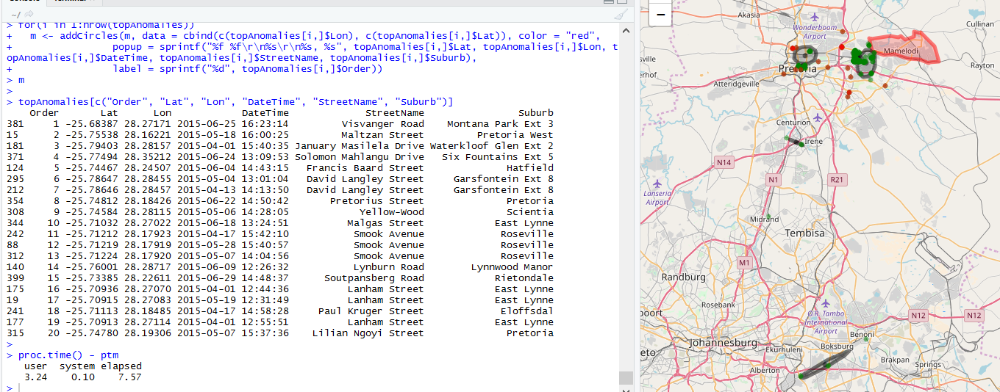 ~/
> for(i in 1:nrow(topAnomalies))
+   m <- addCircles(m, data = cbind(c(topAnomalies[i,]$Lon), c(topAnomalies[i,]$Lat)), color = "red",
+             popup = sprintf("%f %f\r\n%s\r\n%s, %s", topAnomalies[i,]$Lat, topAnomalies[i,]$Lon, t
opAnomalies[i,]$DateTime, topAnomalies[i,]$StreetName, topAnomalies[i,]$Suburb),
+             label = sprintf("%d", topAnomalies[i,]$Order))
> m
>
> topAnomalies[c("Order", "Lat", "Lon", "DateTime", "StreetName", "Suburb")]
Order Lat Lon DateTime StreetName Suburb
381 1 -25.68387 28.27171 2015-06-25 16:23:14 Visvanger Road Montana Park Ext 3
15 2 -25.75538 28.16221 2015-05-18 16:00:25 Maltzan Street Pretoria West
181 3 -25.79403 28.28157 2015-04-01 15:40:35 January Masilela Drive Waterkloof Glen Ext 2
371 4 -25.77494 28.35212 2015-06-24 13:09:53 Solomon Mahlangu Drive Six Fountains Ext 5
124 5 -25.74467 28.24507 2015-06-04 14:43:15 Francis Baard Street Hatfield
295 6 -25.78647 28.28455 2015-05-04 13:01:04 David Langley Street Garsfontein Ext 8
212 7 -25.78646 28.28457 2015-04-13 14:13:50 David Langley Street Garsfontein Ext 8
354 8 -25.74812 28.18426 2015-06-22 14:50:42 Pretorius Street Pretoria
308 9 -25.74584 28.28115 2015-05-06 14:28:05 Yellow-Wood Scientia
344 10 -25.71032 28.27022 2015-06-18 13:24:51 Malgas Street East Lynne
242 11 -25.71212 28.17923 2015-04-17 15:42:10 Smook Avenue Roseville
88 12 -25.71219 28.17919 2015-05-28 15:40:57 Smook Avenue Roseville
312 13 -25.71224 28.17920 2015-05-07 14:04:56 Smook Avenue Roseville
140 14 -25.76001 28.28717 2015-06-09 12:26:32 Lynburn Road Lynnwood Manor
399 15 -25.73385 28.22611 2015-06-29 14:48:37 Soutpansberg Road Rietondale
175 16 -25.70936 28.27070 2015-04-01 12:44:36 Lanham Street East Lynne
19 17 -25.70915 28.27083 2015-05-19 12:31:49 Lanham Street East Lynne
241 18 -25.71113 28.18485 2015-04-17 14:58:28 Paul Kruger Street Eloffsdal
177 19 -25.70913 28.27114 2015-04-01 12:55:51 Lanham Street East Lynne
315 20 -25.74780 28.19306 2015-05-07 15:37:36 Lilian Ngoyi Street Pretoria
>
> proc.time() - ptm
user system elapsed
3.24 0.10 7.57
>
−
Akasia
Cullinan
Wonderboom
Airport
Mamelodi
sville
Rayton
erhof
Pretoria
Atteridgeville
Centurion
Irene
N14
N1
R21
Lanseria
Airport
Midrand
Tembisa
M1
Randburg
Rosebank
O.R. Tambo
International
Airport
N12
N12
poort
Benoni
Johannesburg
Boksburg
eto
Ekurhuleni
Brakpan
Springs
Alberton